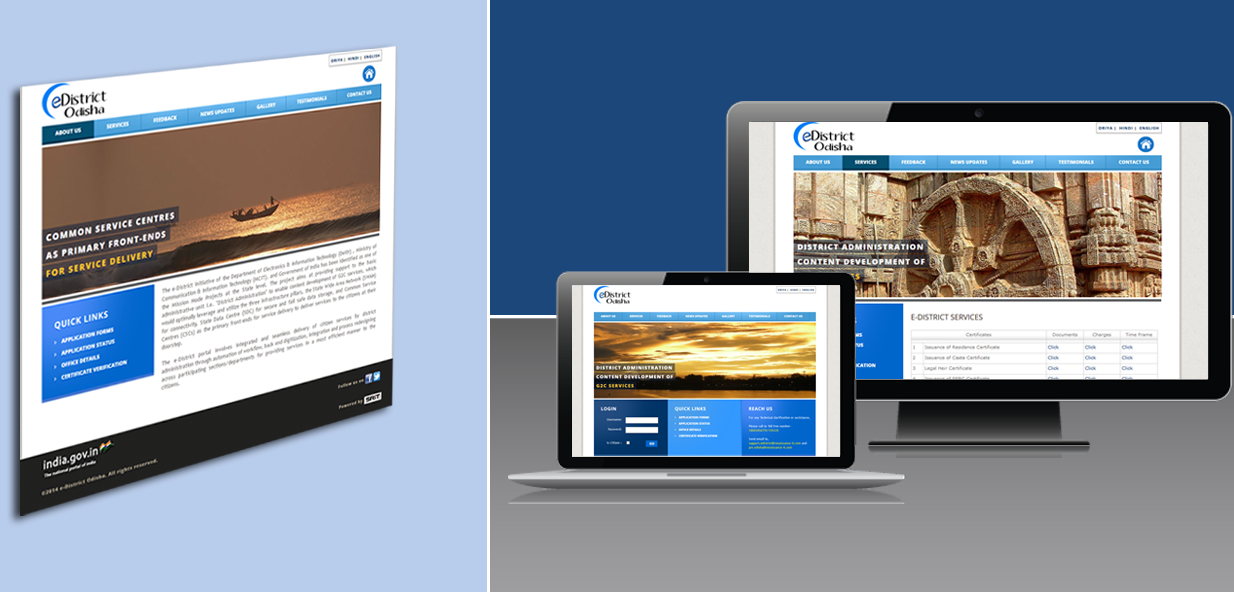 ORIYA | HINDI | ENGLISH
eDistrict
Odisha
ABOUT US SERVICES FEEDBACK NEWS UPDATES GALLERY TESTIMONIALS CONTACT US
COMMON SERVICE CENTRES
AS PRIMARY FRONT-ENDS
FOR SERVICE DELIVERY
QUICK LINKS
› APPLICATION FORMS
› APPLICATION STATUS
› OFFICE DETAILS
› CERTIFICATE VERIFICATION
The e-District initiative of the Department of Electronics & Information Technology (DeitY) , Ministry of
Communication & Information Technology (MCIT), and Government of India has been identified as one of
the Mission Mode Projects at the State level. The project aims at providing support to the basic
administrative unit i.e. "District Administration" to enable content development of G2C services, which
would optimally leverage and utilize the three infrastructure pillars, the State Wide Area Network (SWAN)
for connectivity, State Data Centre (SDC) for secure and fail safe data storage, and Common Service
Centres (CSCs) as the primary front-ends for service delivery to deliver services to the citizens at their
doorstep.
The e-District portal involves integrated and seamless delivery of citizen services by district
administration through automation of workflow, back-end digitization, integration and process redesigning
across participating sections/departments for providing services in a most efficient manner to the
citizens.
Follow us on
Powered by
india.gov.in
The national portal of india
©2014 e-District Odisha. All rights reserved.
eDistrict
Odisha
ORIYA | HINDI | ENGLISH
ABOUT US SERVICES FEEDBACK NEWS UPDATES GALLERY TESTIMONIALS CONTACT US
DISTRICT ADMINISTRATION
CONTENT DEVELOPMENT OF
E-DISTRICT SERVICES
Certificates Documents Charges Time Frame
1 Issuance of Residence Certificate Click Click Click
2 Issuance of Caste Certificate Click Click Click
3 Legal Heir Certificate Click Click Click
eDistrict
Odisha
ORIYA | HINDI | ENGLISH
ABOUT US SERVICES FEEDBACK NEWS UPDATES GALLERY TESTIMONIALS CONTACT US
DISTRICT ADMINISTRATION
CONTENT DEVELOPMENT OF
G2C SERVICES
LOGIN
Username:
Password:
Is Citizen :
GO
QUICK LINKS
› APPLICATION FORMS
› APPLICATION STATUS
› OFFICE DETAILS
› CERTIFICATE VERIFICATION
REACH US